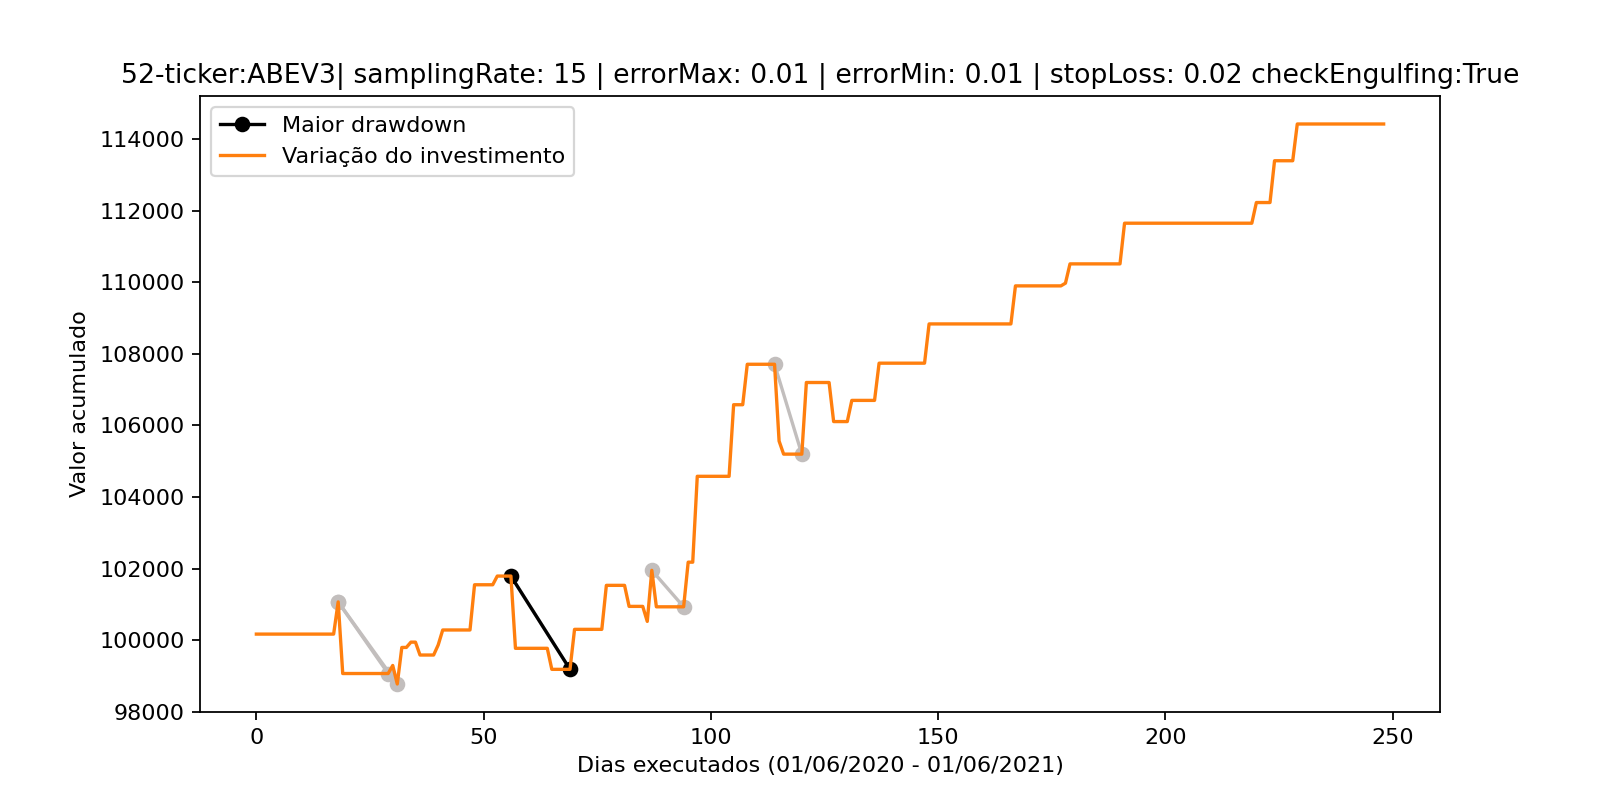 52-ticker:ABEV3| samplingRate: 15 | errorMax: 0.01 | errorMin: 0.01 | stopLoss: 0.02 checkEngulfing:True
Maior drawdown
Variação do investimento
Valor acumulado
114000
112000
110000
108000
106000
104000
102000
100000
98000
0 50 100 150 200 250
Dias executados (01/06/2020 - 01/06/2021)